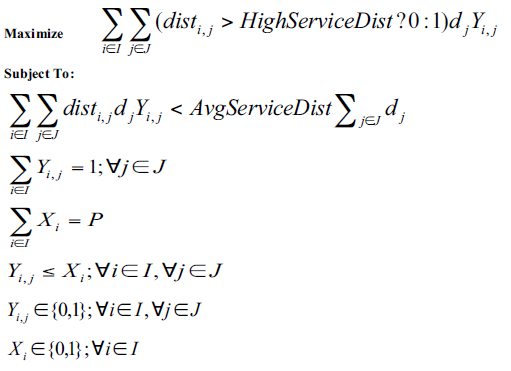 Maximize ∑_{i∈I} ∑_{j∈J} (dist_{i,j} > HighServiceDist ? 0 : 1)d_j Y_{i,j}
Subject To:
∑_{i∈I} ∑_{j∈J} dist_{i,j} d_j Y_{i,j} < AvgServiceDist ∑_{j∈J} d_j
∑_{i∈I} Y_{i,j} = 1; ∀j∈J
∑_{i∈I} X_i = P
Y_{i,j} ≤ X_i; ∀i∈I, ∀j∈J
Y_{i,j} ∈{0,1}; ∀i∈I, ∀j∈J
X_i ∈{0,1}; ∀i∈I